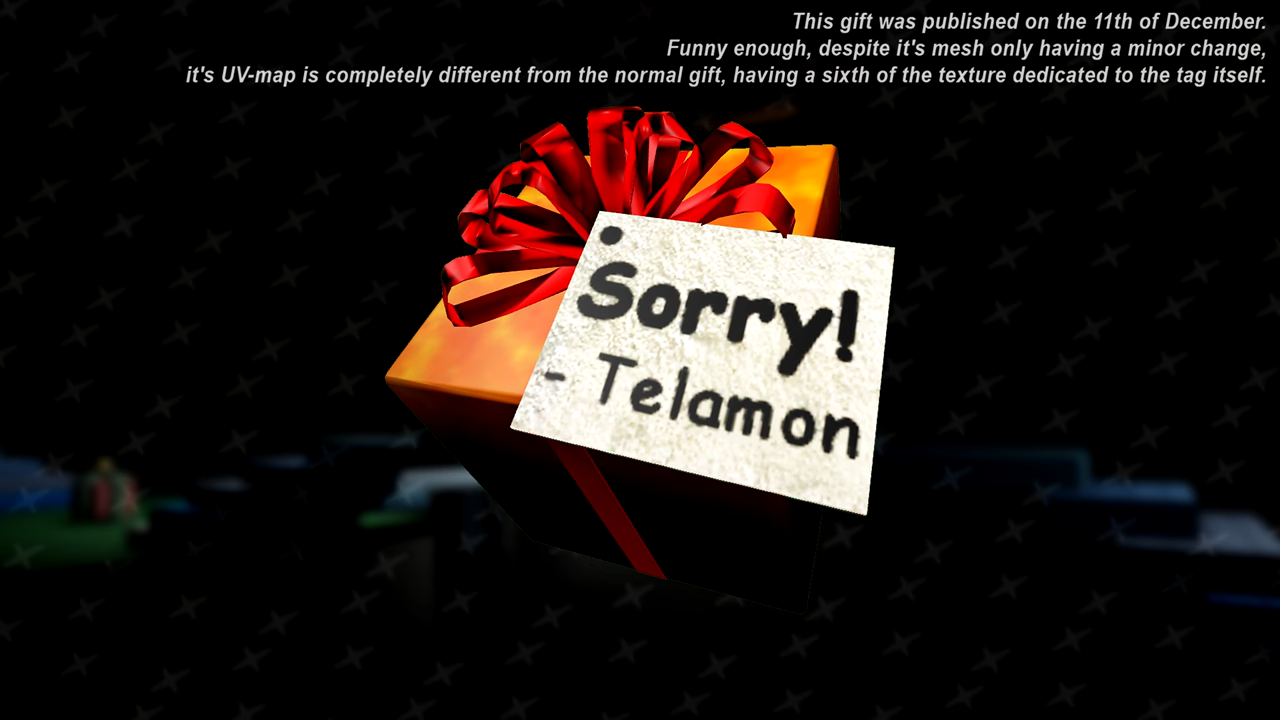 This gift was published on the 11th of December.
Funny enough, despite it's mesh only having a minor change,
it's UV-map is completely different from the normal gift, having a sixth of the texture dedicated to the tag itself.
Sorry!
- Telamon